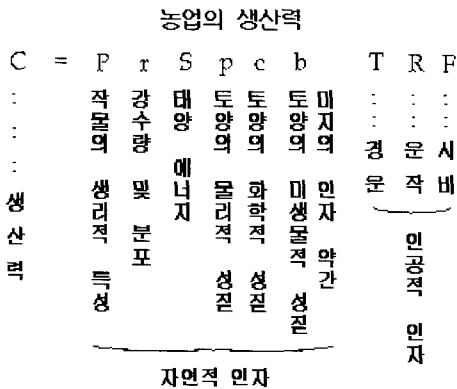 농업의 생산력
C = P r S p c b T R F
생산력
작물의 생리적 특성
강수량 및 분포
태양 에너지
토양의 물리적 성질
토양의 화학적 성질
토양의 미생물적 성질
미지의 인자 약간
경운
운작
시비
자연적 인자
인공적 인자